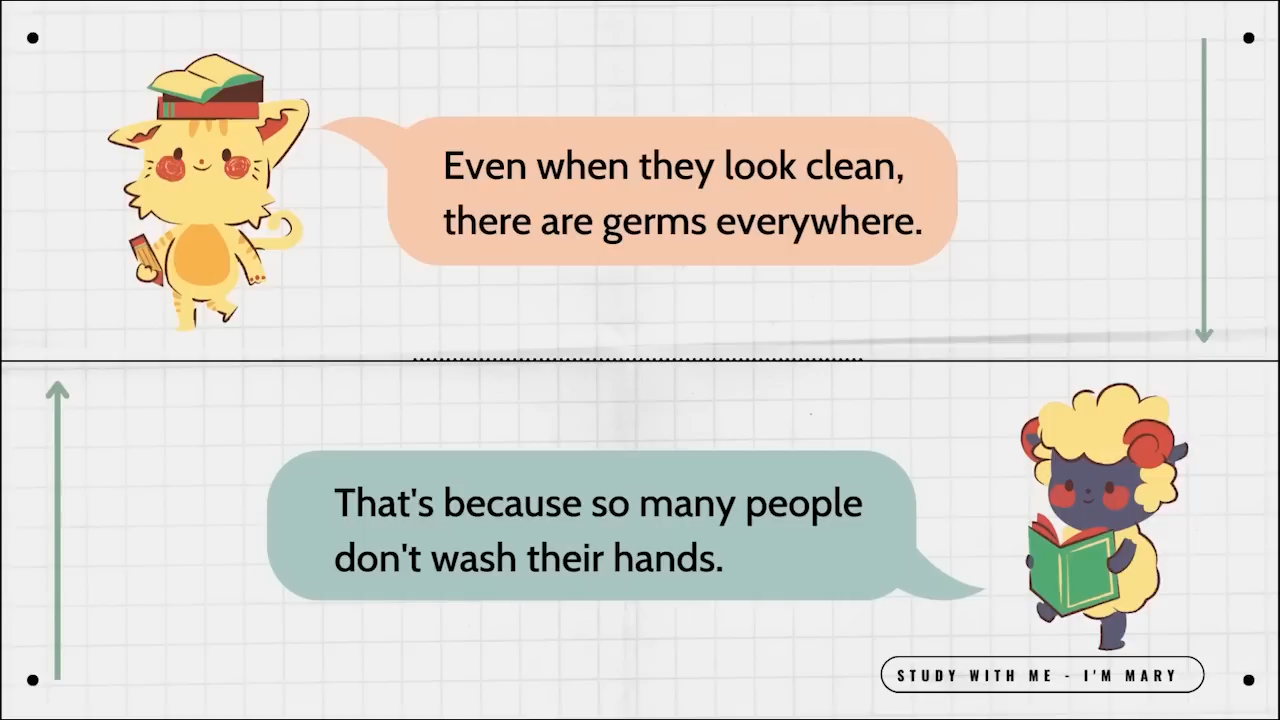 Even when they look clean,
there are germs everywhere.
That's because so many people
don't wash their hands.
STUDY WITH ME - I'M MARY